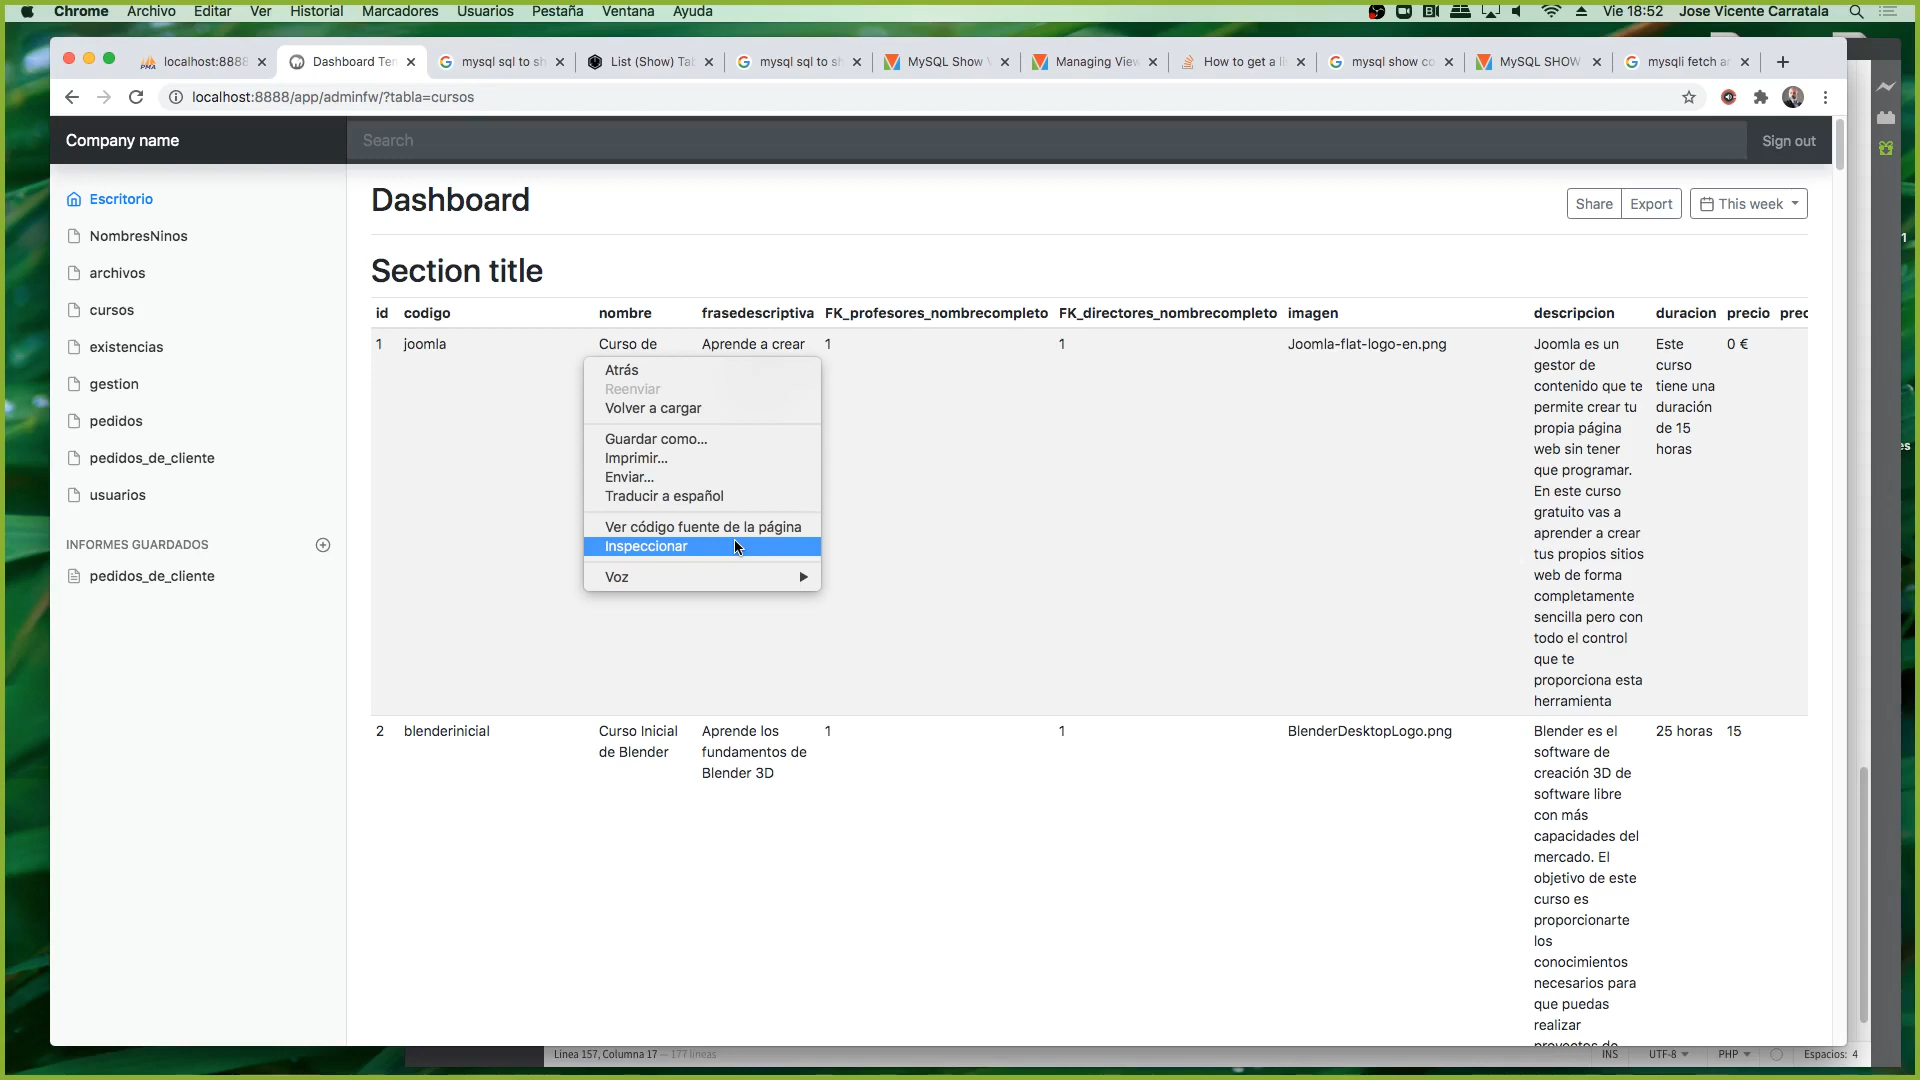 Chrome Archivo Editar Ver Historial Marcadores Usuarios Pestaña Ventana Ayuda
Vie 18:52 Jose Vicente Carratala
localhost:8888
Dashboard Ten
mysql sql to sh
List (Show) Tab
mysql sql to sh
MySQL Show V
Managing View
How to get a li
mysql show co
MySQL SHOW
mysqli fetch ar
localhost:8888/app/adminfw/?tabla=cursos
Company name
Search
Sign out
Escritorio
NombresNinos
archivos
cursos
existencias
gestion
pedidos
pedidos_de_cliente
usuarios
INFORMES GUARDADOS
pedidos_de_cliente
Dashboard
Share Export This week
Section title
id codigo nombre frasedescriptiva FK_profesores_nombrecompleto FK_directores_nombrecompleto imagen descripcion duracion precio prec
1 joomla Curso de Aprende a crear 1 1 Joomla-flat-logo-en.png Joomla es un Este 0 €
gestor de curso
contenido que te tiene una
permite crear tu duración
propia página de 15
web sin tener horas
que programar.
En este curso
gratuito vas a
aprender a crear
tus propios sitios
web de forma
completamente
sencilla pero con
todo el control
que te
proporciona esta
herramienta
Atrás
Reenviar
Volver a cargar
Guardar como...
Imprimir...
Enviar...
Traducir a español
Ver código fuente de la página
Inspeccionar
Voz
2 blenderinicial Curso Inicial Aprende los 1 1 BlenderDesktopLogo.png Blender es el 25 horas 15
de Blender fundamentos de software de
Blender 3D creación 3D de
software libre
con más
capacidades del
mercado. El
objetivo de este
curso es
proporcionarte
los
conocimientos
necesarios para
que puedas
realizar
proyectos de
Línea 157, Columna 17 — 177 líneas
INS UTF-8 PHP Espacios: 4